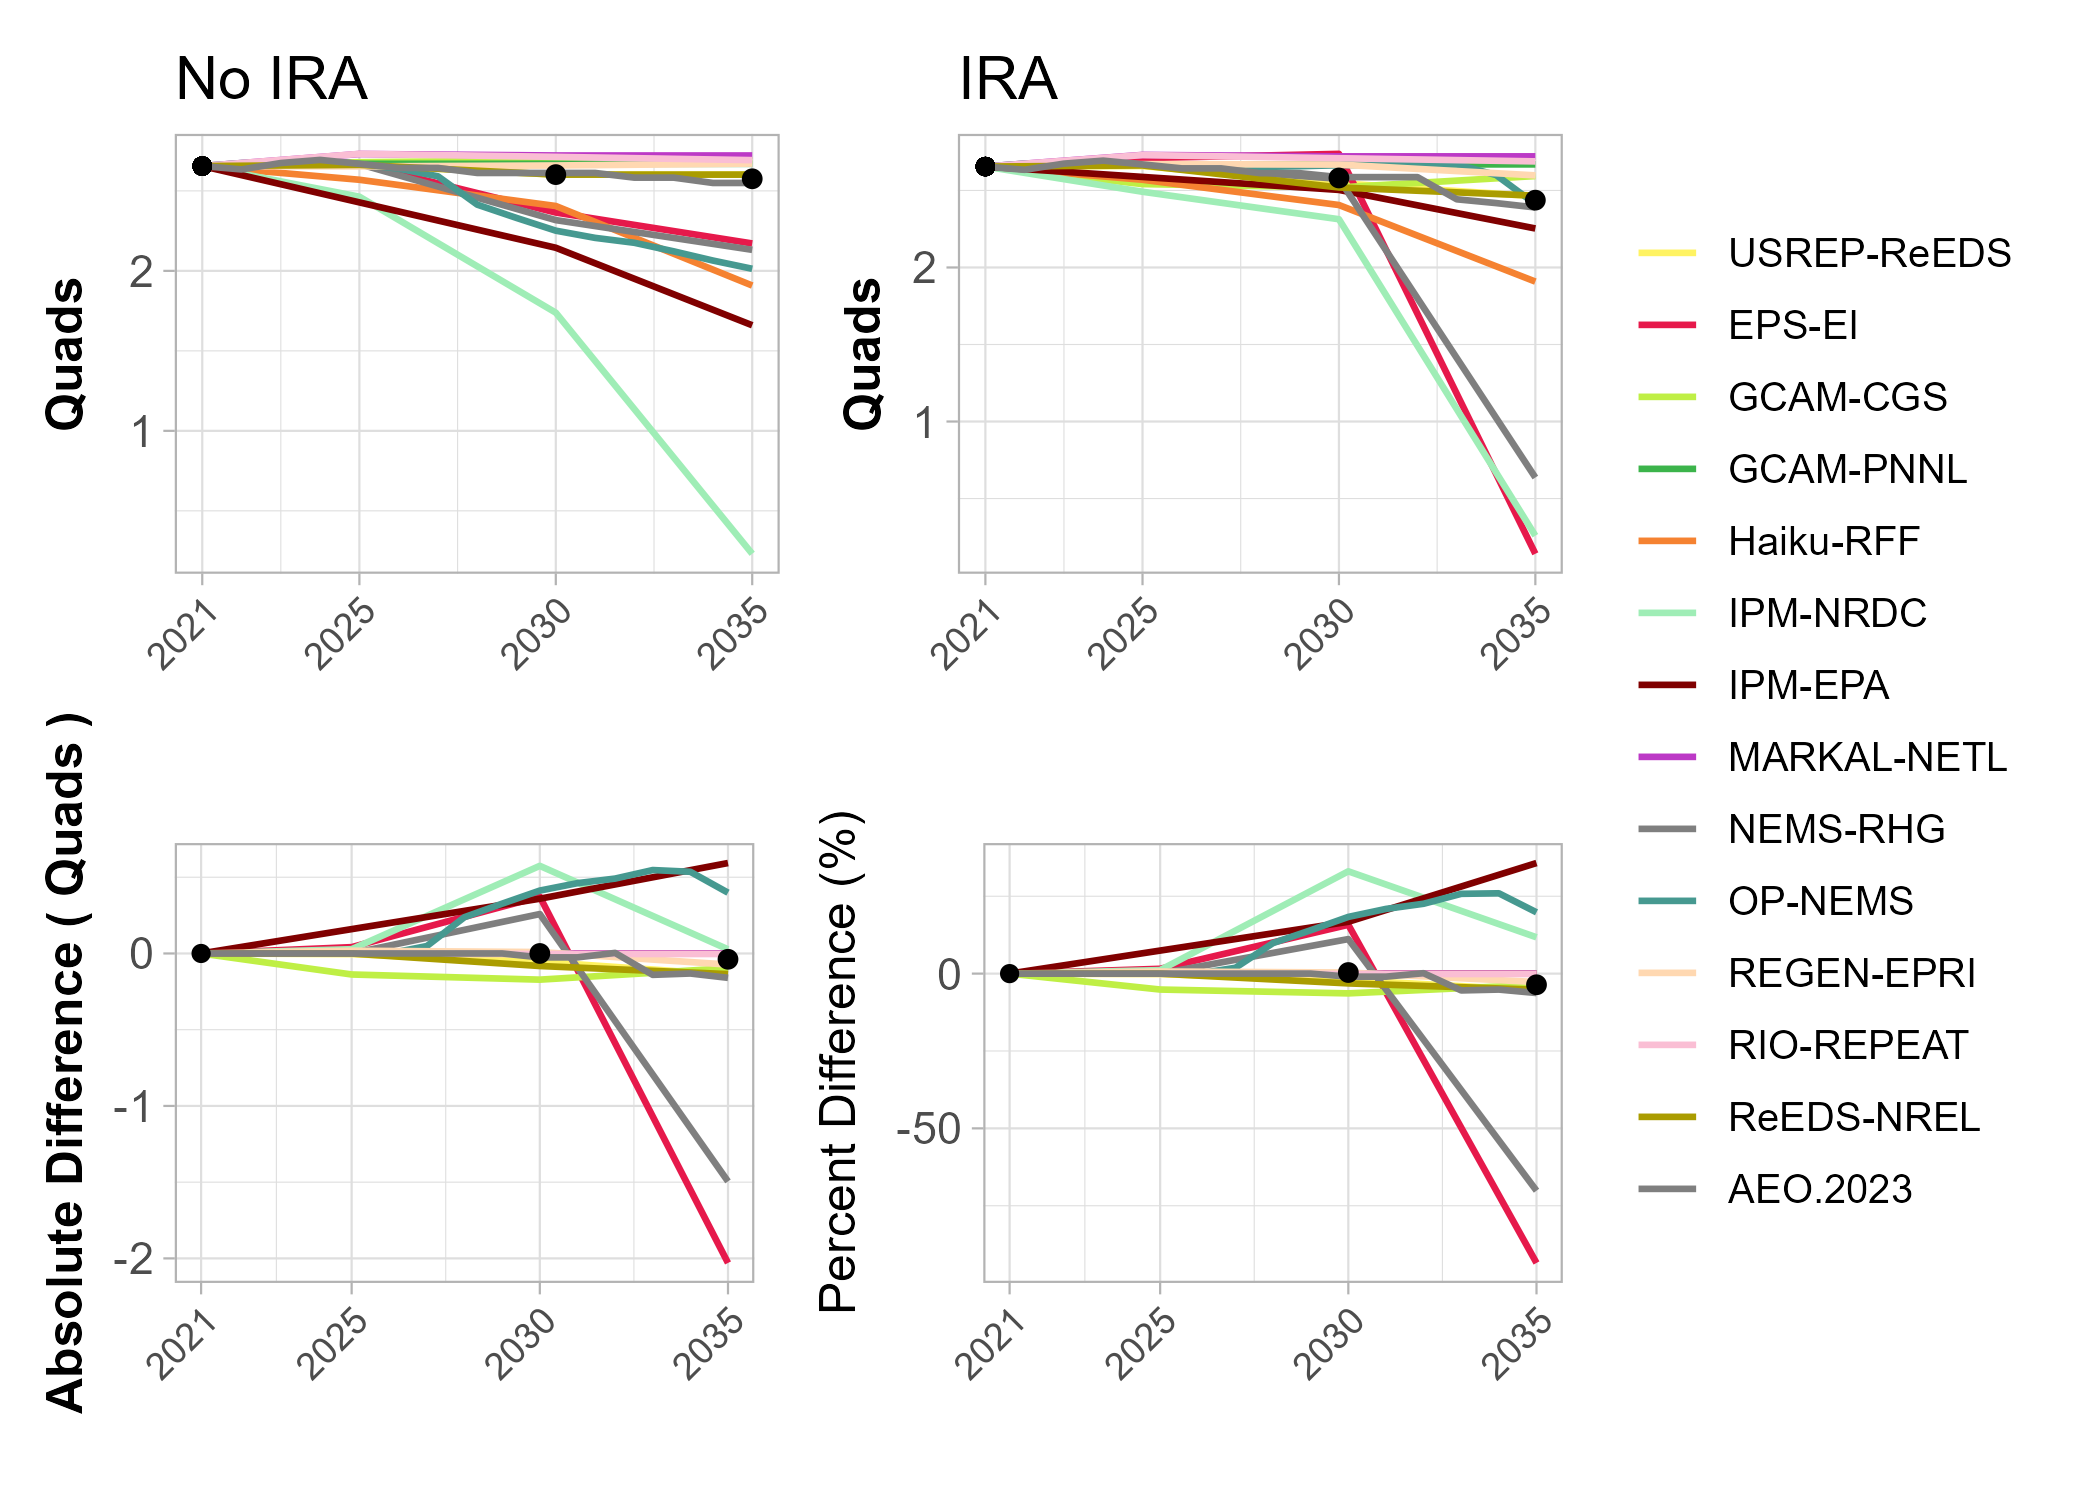 No IRA
IRA
Quads
2
1
2021
2025
2030
2035
Quads
2
1
2021
2025
2030
2035
Absolute Difference ( Quads )
0
-1
-2
2021
2025
2030
2035
Percent Difference (%)
0
-50
2021
2025
2030
2035
USREP-ReEDS
EPS-EI
GCAM-CGS
GCAM-PNNL
Haiku-RFF
IPM-NRDC
IPM-EPA
MARKAL-NETL
NEMS-RHG
OP-NEMS
REGEN-EPRI
RIO-REPEAT
ReEDS-NREL
AEO.2023